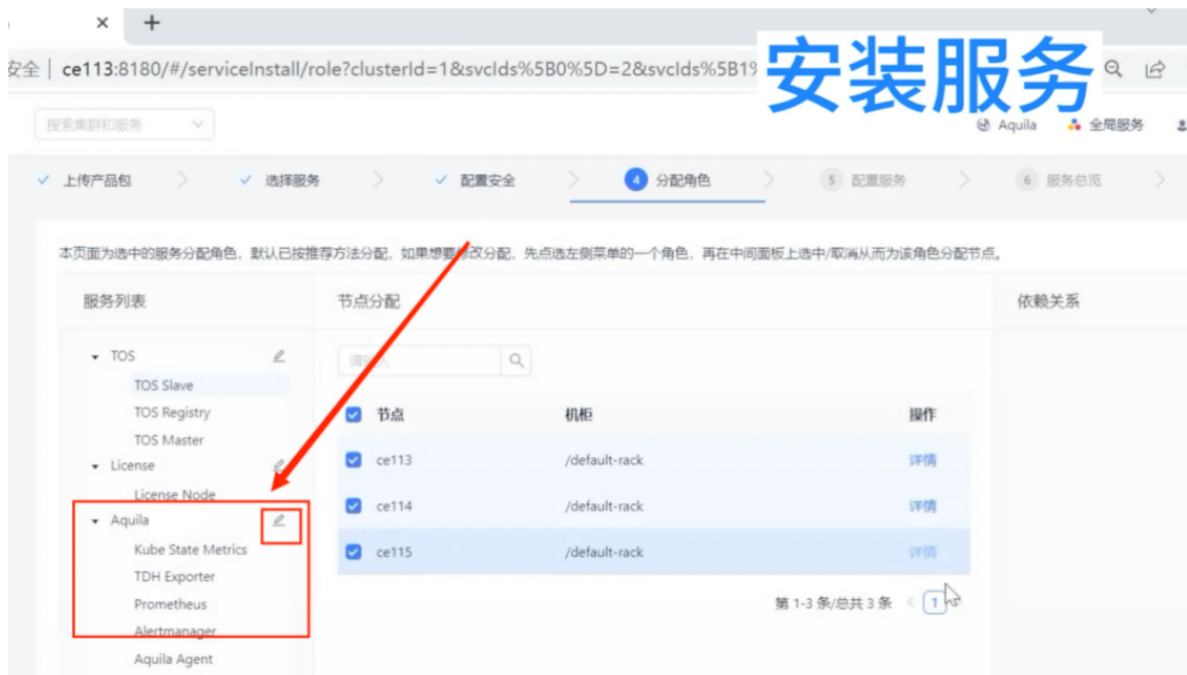 安装服务
安全 | ce113:8180/#/serviceInstall/role?clusterId=1&svcIds%5B0%5D=2&svcIds%5B1%
搜索集群和服务
Aquila 全局服务
上传产品包 选择服务 配置安全 4 分配角色 5 配置服务 6 服务总览
本页面为选中的服务分配角色，默认已按推荐方法分配，如果想要修改分配，先点选左侧菜单的一个角色，再在中间面板上选中/取消从而为该角色分配节点。
服务列表 节点分配 依赖关系
TOS
TOS Slave
TOS Registry
TOS Master
License
License Node
Aquila
Kube State Metrics
TDH Exporter
Prometheus
Alertmanager
Aquila Agent
节点 机柜 操作
ce113 /default-rack 详情
ce114 /default-rack 详情
ce115 /default-rack 详情
第 1-3 条/总共 3 条 < 1 >